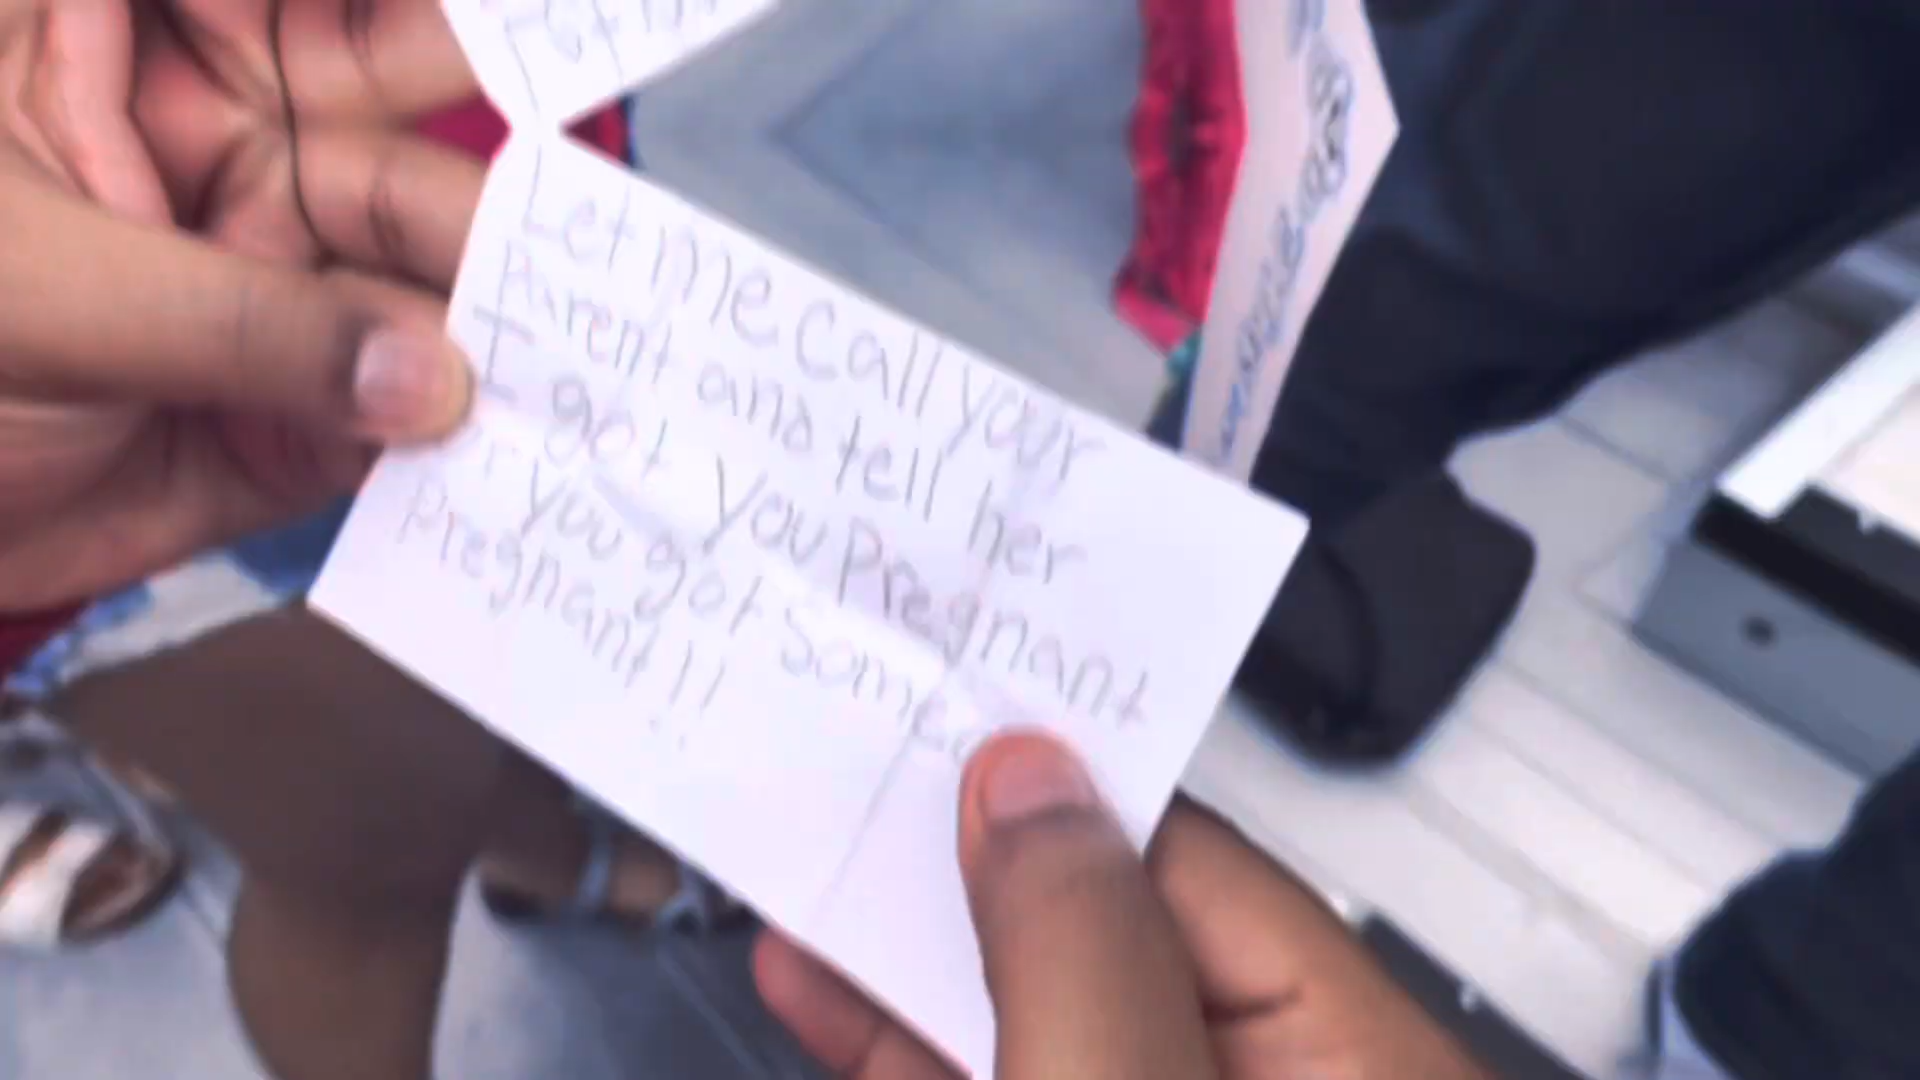 Let me call your
Parent and tell her
I got you Pregnant
or you got some
pregnant!!